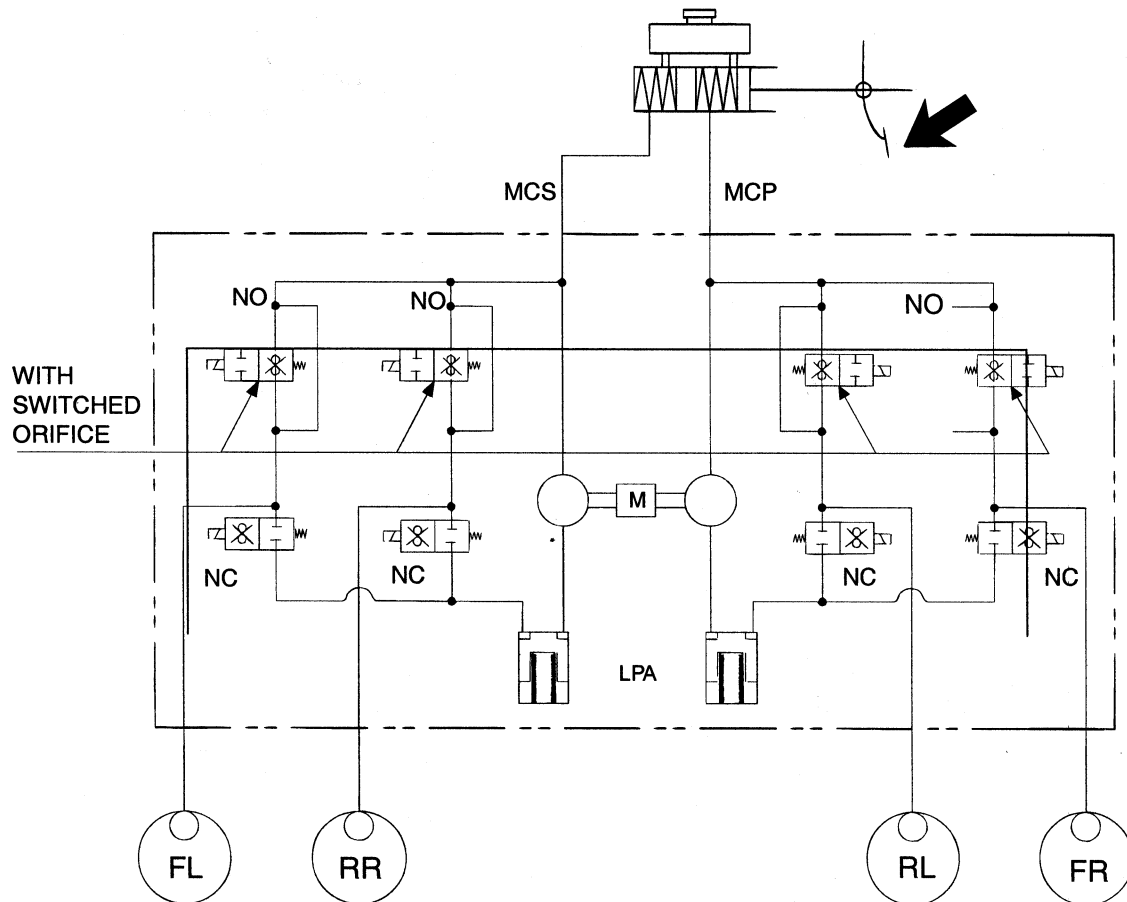 MCS
MCP
NO
NO
NO
WITH
SWITCHED
ORIFICE
M
NC
NC
NC
NC
LPA
FL
RR
RL
FR